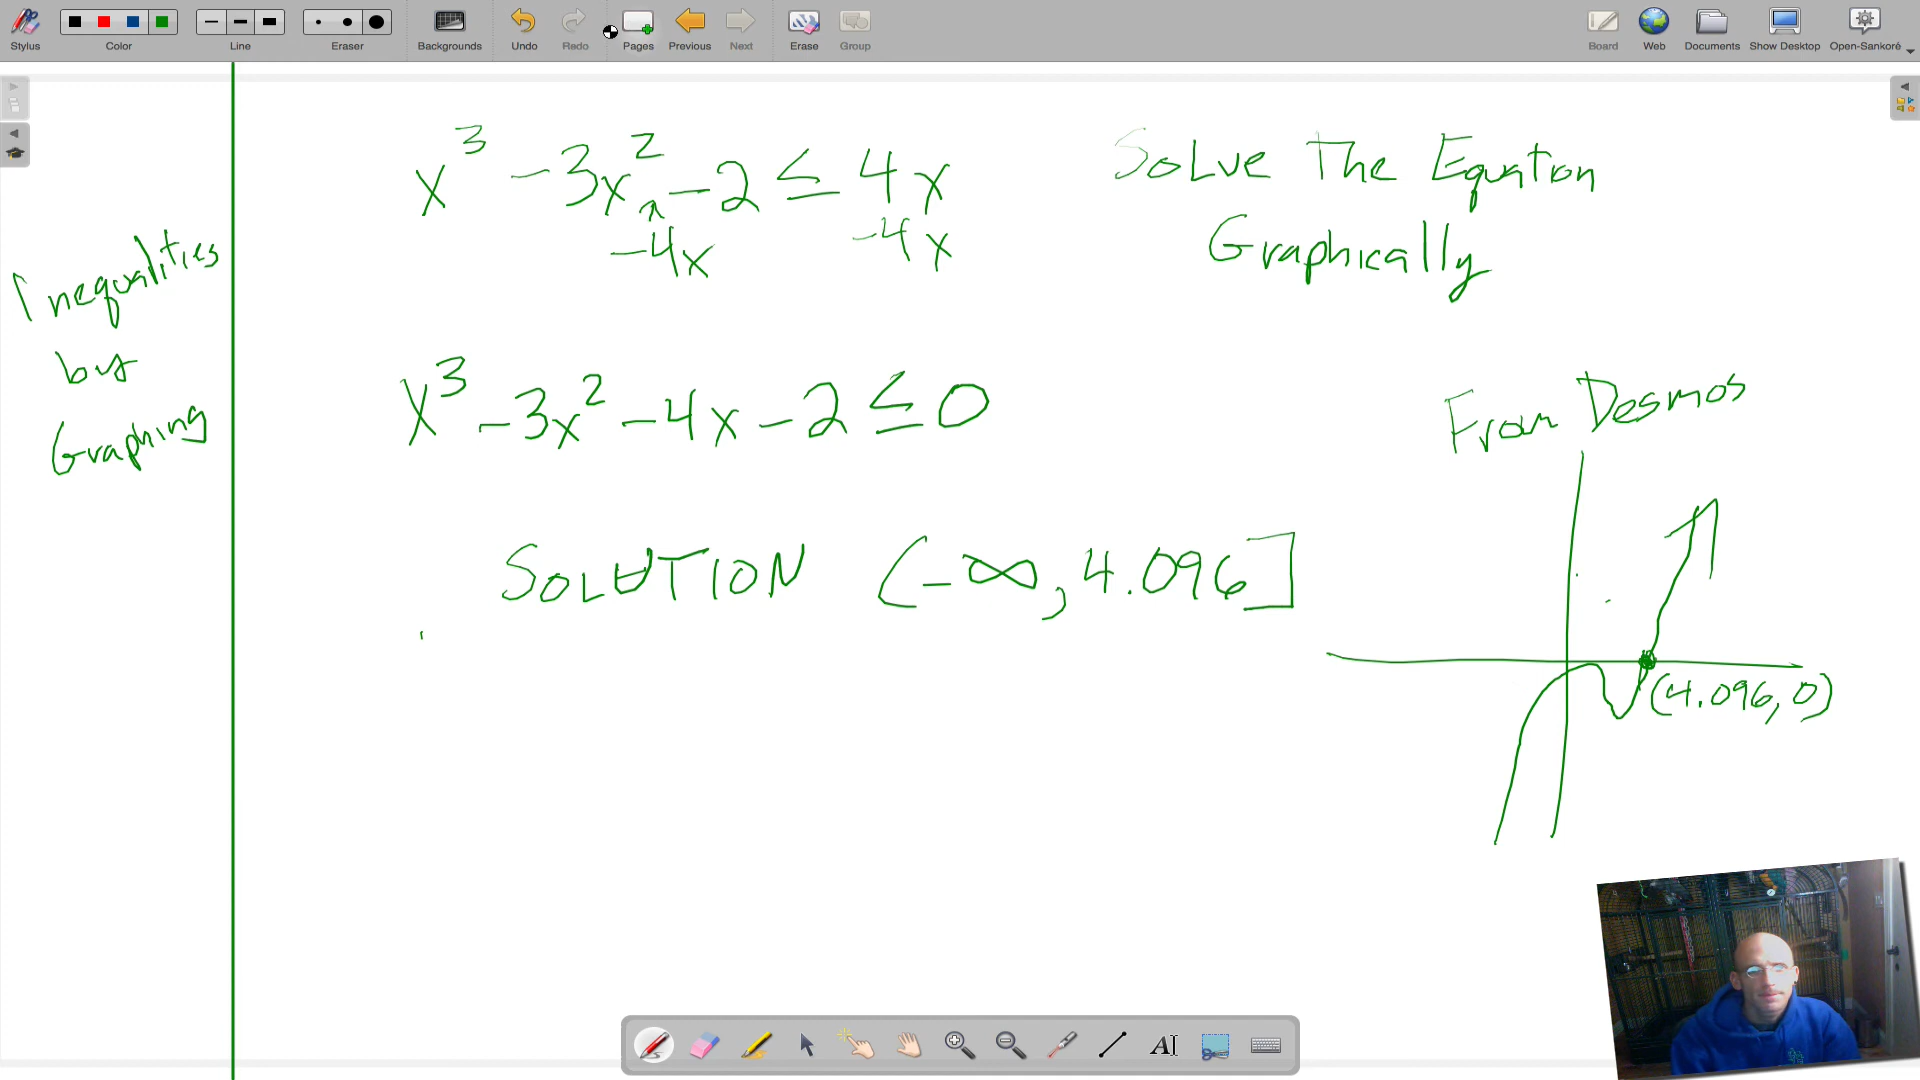 Stylus Color Line Eraser Backgrounds Undo Redo Pages Previous Next Erase Group Board Web Documents Show Desktop Open-Sankoré
x³ -3x² -2 ≤ 4x
-4x -4x
Solve The Equation
Graphically
Inequalities
by
Graphing
x³ -3x² -4x -2 ≤ 0
From Desmos
SOLUTION (-∞, 4.096]
(4.096, 0)